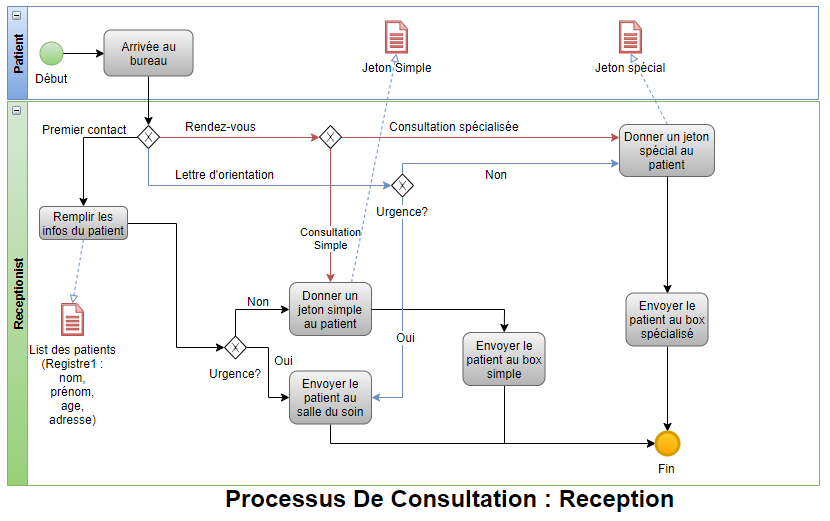 Patient
Début
Arrivée au
bureau
Jeton Simple
Jeton spécial
Receptionist
Premier contact
X
Rendez-vous
X
Consultation spécialisée
Donner un jeton
spécial au
patient
Lettre d'orientation
X
Non
Urgence?
Remplir les
infos du patient
Consultation
Simple
List des patients
(Registre1 :
nom,
prénom,
age,
adresse)
Non
Donner un
jeton simple
au patient
X
Urgence?
Oui
Oui
Envoyer le
patient au
salle du soin
Envoyer le
patient au box
simple
Envoyer le
patient au box
spécialisé
Fin
Processus De Consultation : Reception